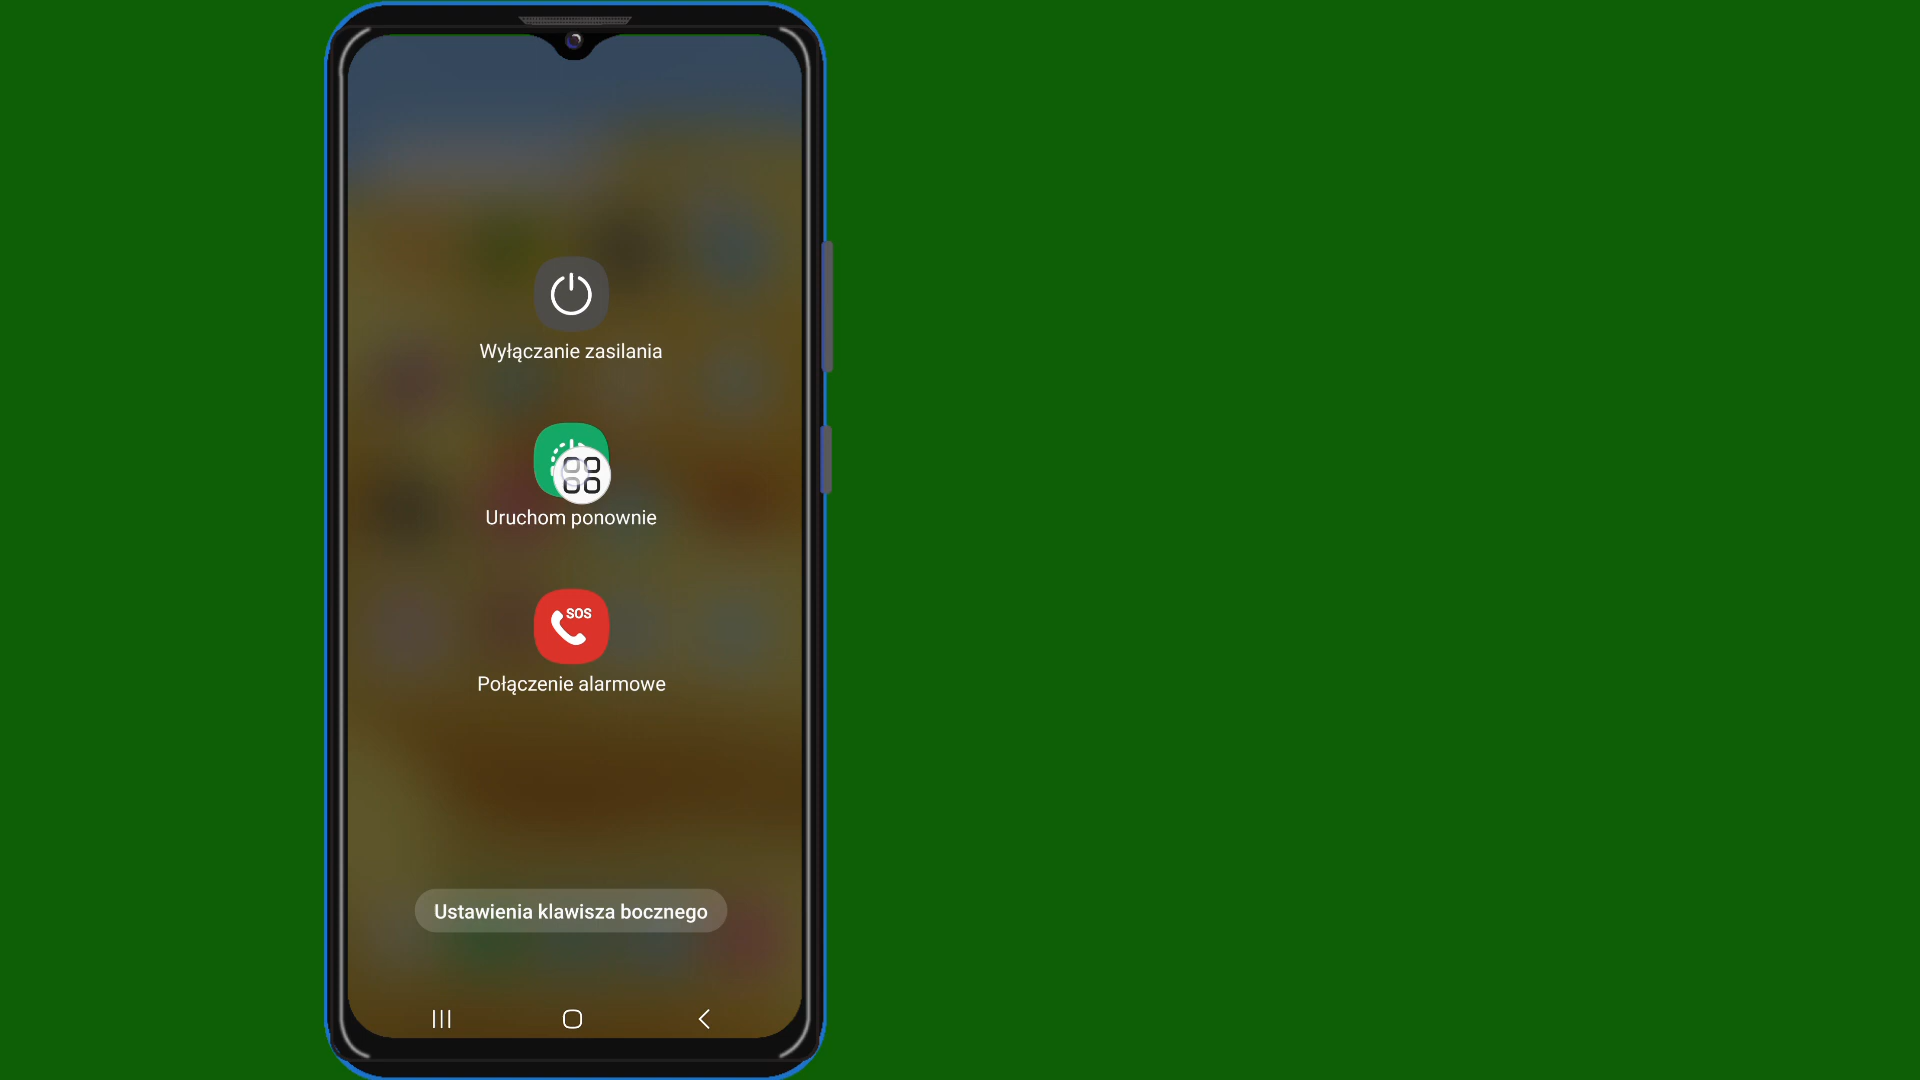 Wyłączanie zasilania
Uruchom ponownie
SOS
Połączenie alarmowe
Ustawienia klawisza bocznego